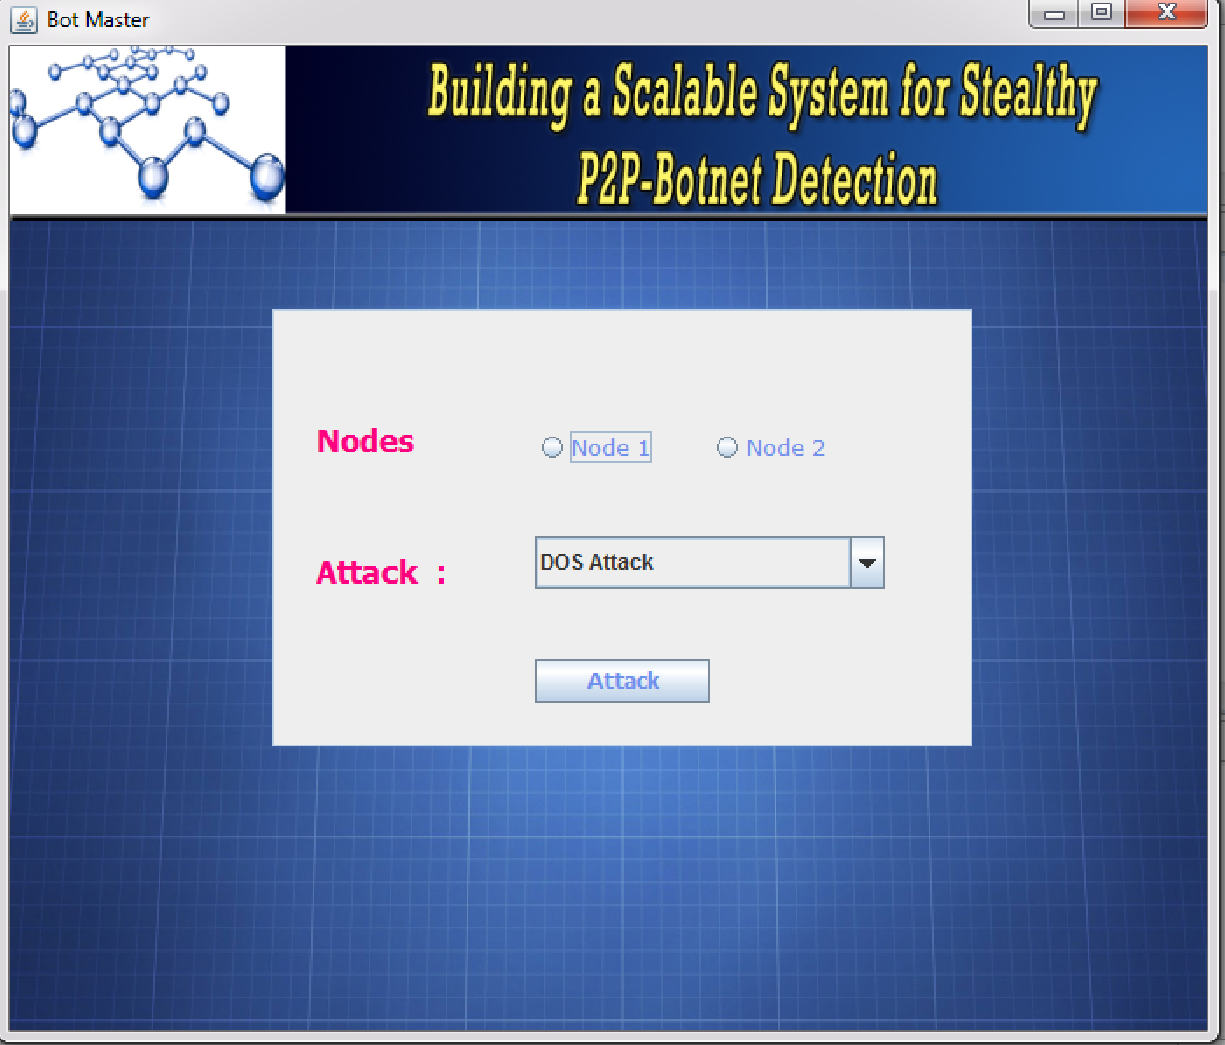 Bot Master
Building a Scalable System for Stealthy
P2P-Botnet Detection
Nodes
Node 1
Node 2
Attack :
DOS Attack
Attack